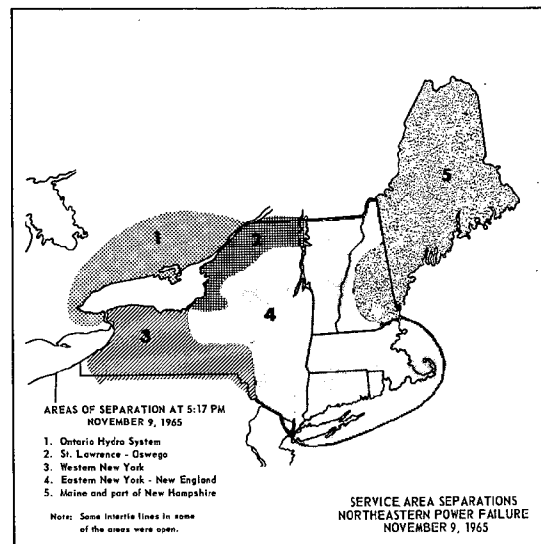 1
2
3
4
5
AREAS OF SEPARATION AT 5:17 PM
NOVEMBER 9, 1965
1. Ontario Hydro System
2. St. Lawrence - Oswego
3. Western New York
4. Eastern New York - New England
5. Maine and part of New Hampshire
Note: Some intertie lines in some
of the areas were open.
SERVICE AREA SEPARATIONS
NORTHEASTERN POWER FAILURE
NOVEMBER 9, 1965